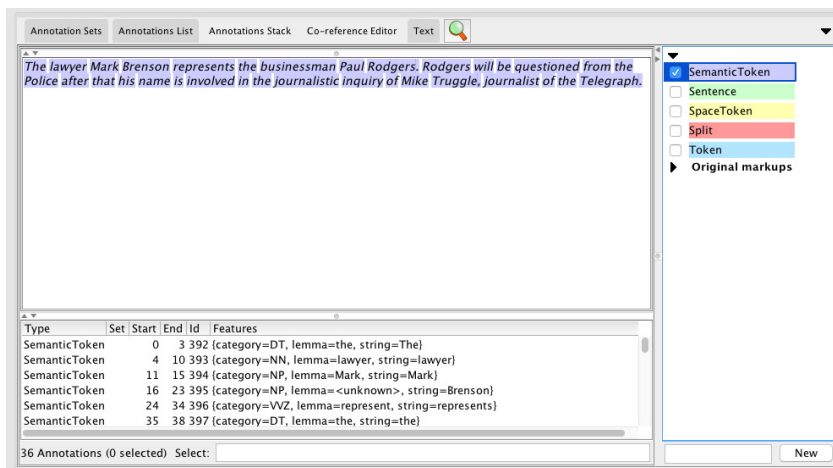 Annotation Sets Annotations List Annotations Stack Co-reference Editor Text
The lawyer Mark Brenson represents the businessman Paul Rodgers. Rodgers will be questioned from the
Police after that his name is involved in the journalistic inquiry of Mike Truggle, journalist of the Telegraph.
SemanticToken
Sentence
SpaceToken
Split
Token
Original markups
Type Set Start End Id Features
SemanticToken 0 3 392 {category=DT, lemma=the, string=The}
SemanticToken 4 10 393 {category=NN, lemma=lawyer, string=lawyer}
SemanticToken 11 15 394 {category=NP, lemma=Mark, string=Mark}
SemanticToken 16 23 395 {category=NP, lemma=<unknown>, string=Brenson}
SemanticToken 24 34 396 {category=VVZ, lemma=represent, string=represents}
SemanticToken 35 38 397 {category=DT, lemma=the, string=the}
36 Annotations (0 selected) Select:
New